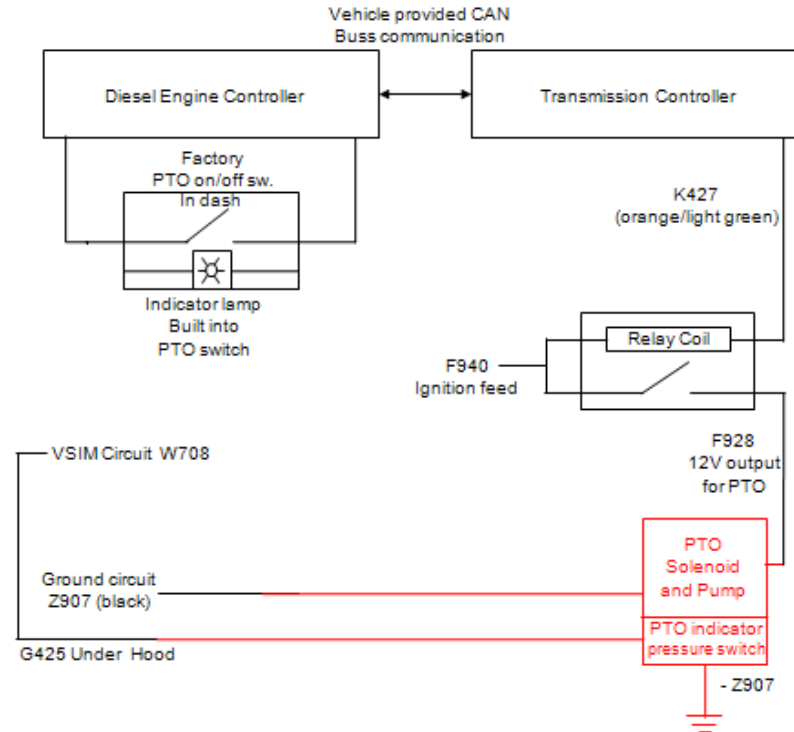 Vehicle provided CAN
Buss communication
Diesel Engine Controller
Transmission Controller
Factory
PTO on/off sw.
In dash
K427
(orange/light green)
Indicator lamp
Built into
PTO switch
Relay Coil
F940
Ignition feed
VSIM Circuit W708
F928
12V output
for PTO
PTO
Solenoid
and Pump
Ground circuit
Z907 (black)
PTO indicator
pressure switch
G425 Under Hood
- Z907